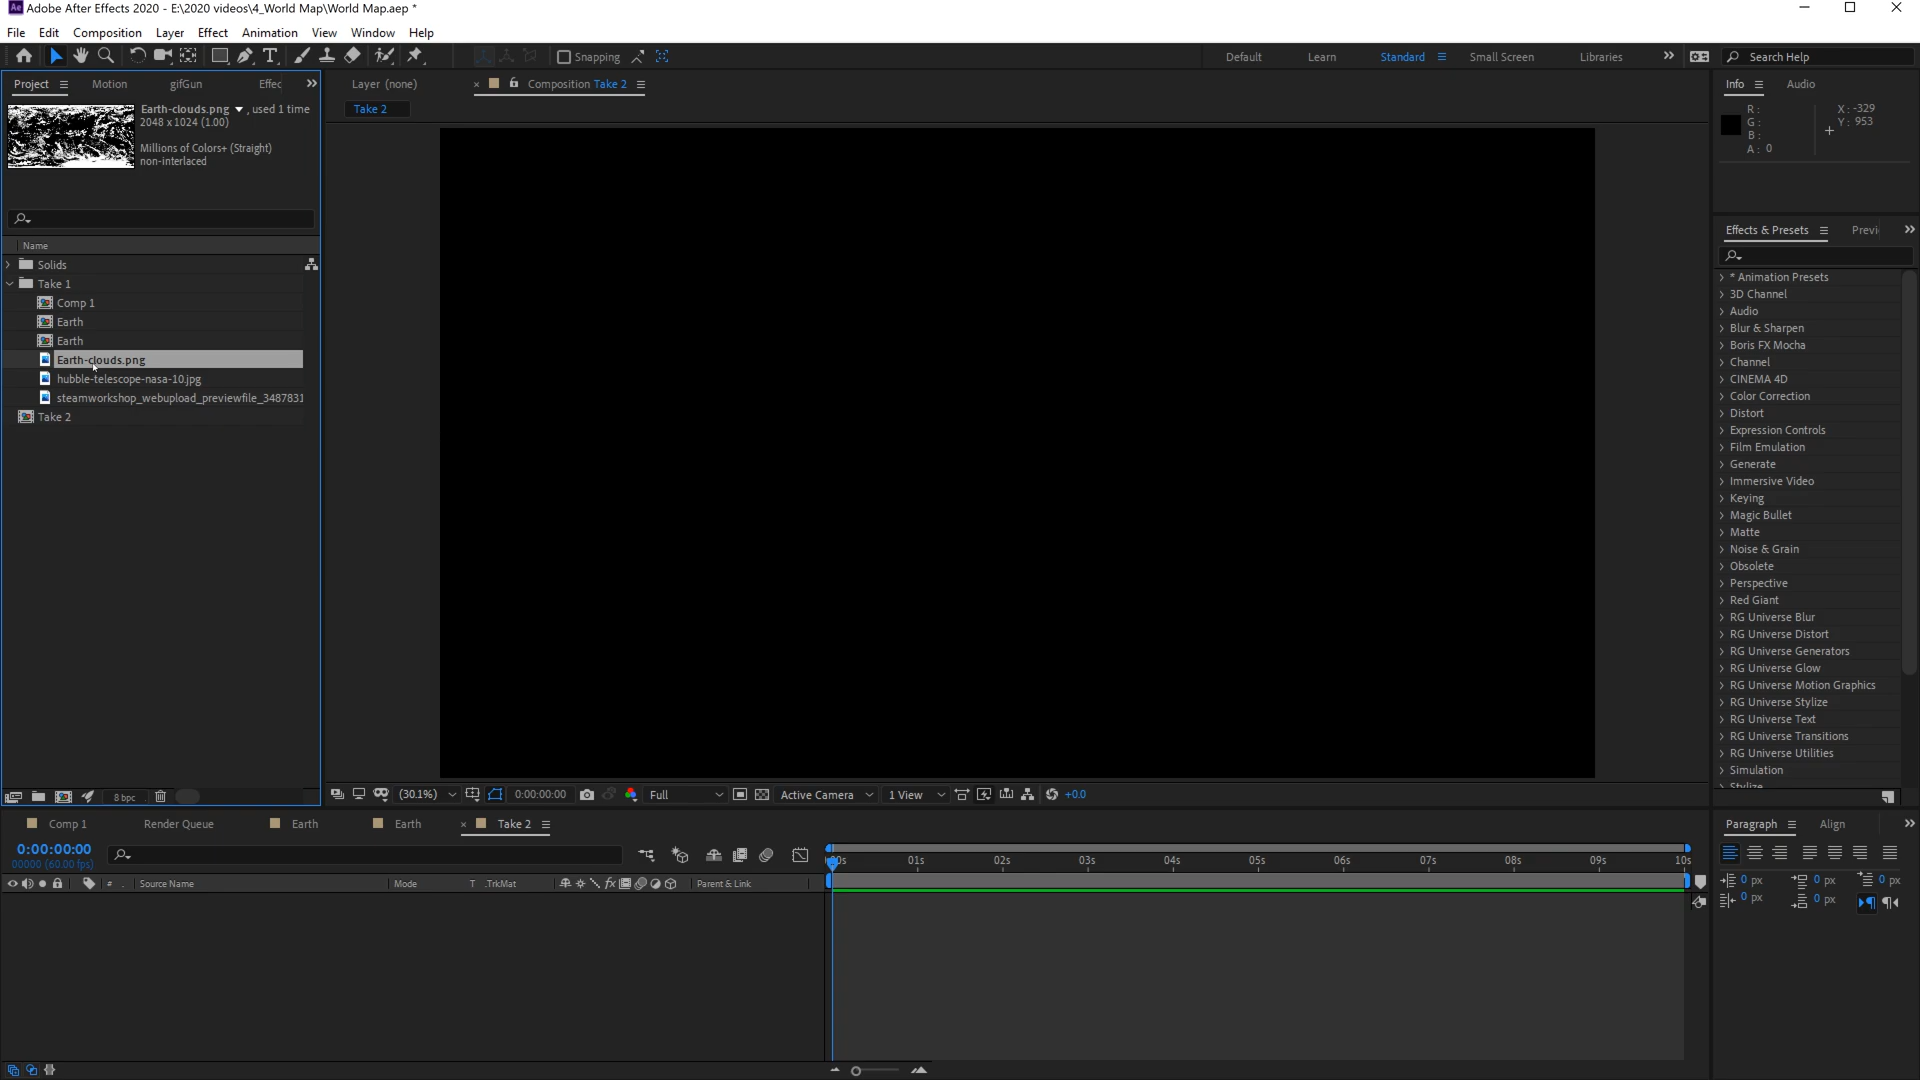 Adobe After Effects 2020 - E:\2020 videos\4_World Map\World Map.aep *
File Edit Composition Layer Effect Animation View Window Help
Snapping
Default Learn Standard Small Screen Libraries Search Help
Project Motion gifGun Effec
Layer (none) Composition Take 2
Info Audio
Take 2
Earth-clouds.png , used 1 time
2048 x 1024 (1.00)
Millions of Colors+ (Straight)
non-interlaced
R :
G :
B :
A : 0
X : -329
Y : 953
Effects & Presets Previ
Name
Solids
Take 1
Comp 1
Earth
Earth
Earth-clouds.png
hubble-telescope-nasa-10.jpg
steamworkshop_webupload_previewfile_3487831
Take 2
* Animation Presets
3D Channel
Audio
Blur & Sharpen
Boris FX Mocha
Channel
CINEMA 4D
Color Correction
Distort
Expression Controls
Film Emulation
Generate
Immersive Video
Keying
Magic Bullet
Matte
Noise & Grain
Obsolete
Perspective
Red Giant
RG Universe Blur
RG Universe Distort
RG Universe Generators
RG Universe Glow
RG Universe Motion Graphics
RG Universe Stylize
RG Universe Text
RG Universe Transitions
RG Universe Utilities
Simulation
Stylize
8 bpc
(30.1%) 0:00:00:00 Full Active Camera 1 View +0.0
Comp 1 Render Queue Earth Earth Take 2
Paragraph Align
0:00:00:00
00000 (60.00 fps)
00s 01s 02s 03s 04s 05s 06s 07s 08s 09s 10s
# . Source Name Mode T .TrkMat Parent & Link
0 px 0 px 0 px
0 px 0 px